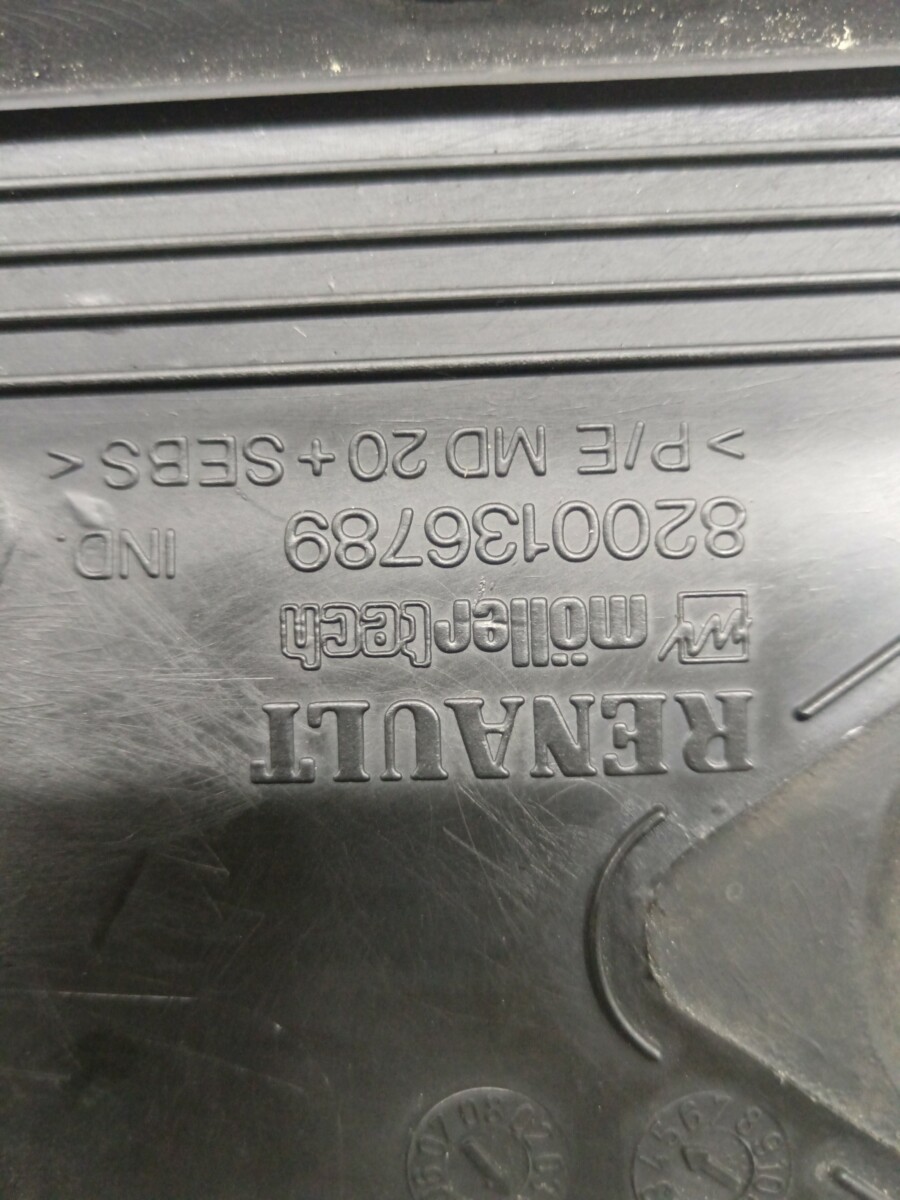 RENAULT
möllertech
8200136789 IND.
>P/E MD 20+SEBS<